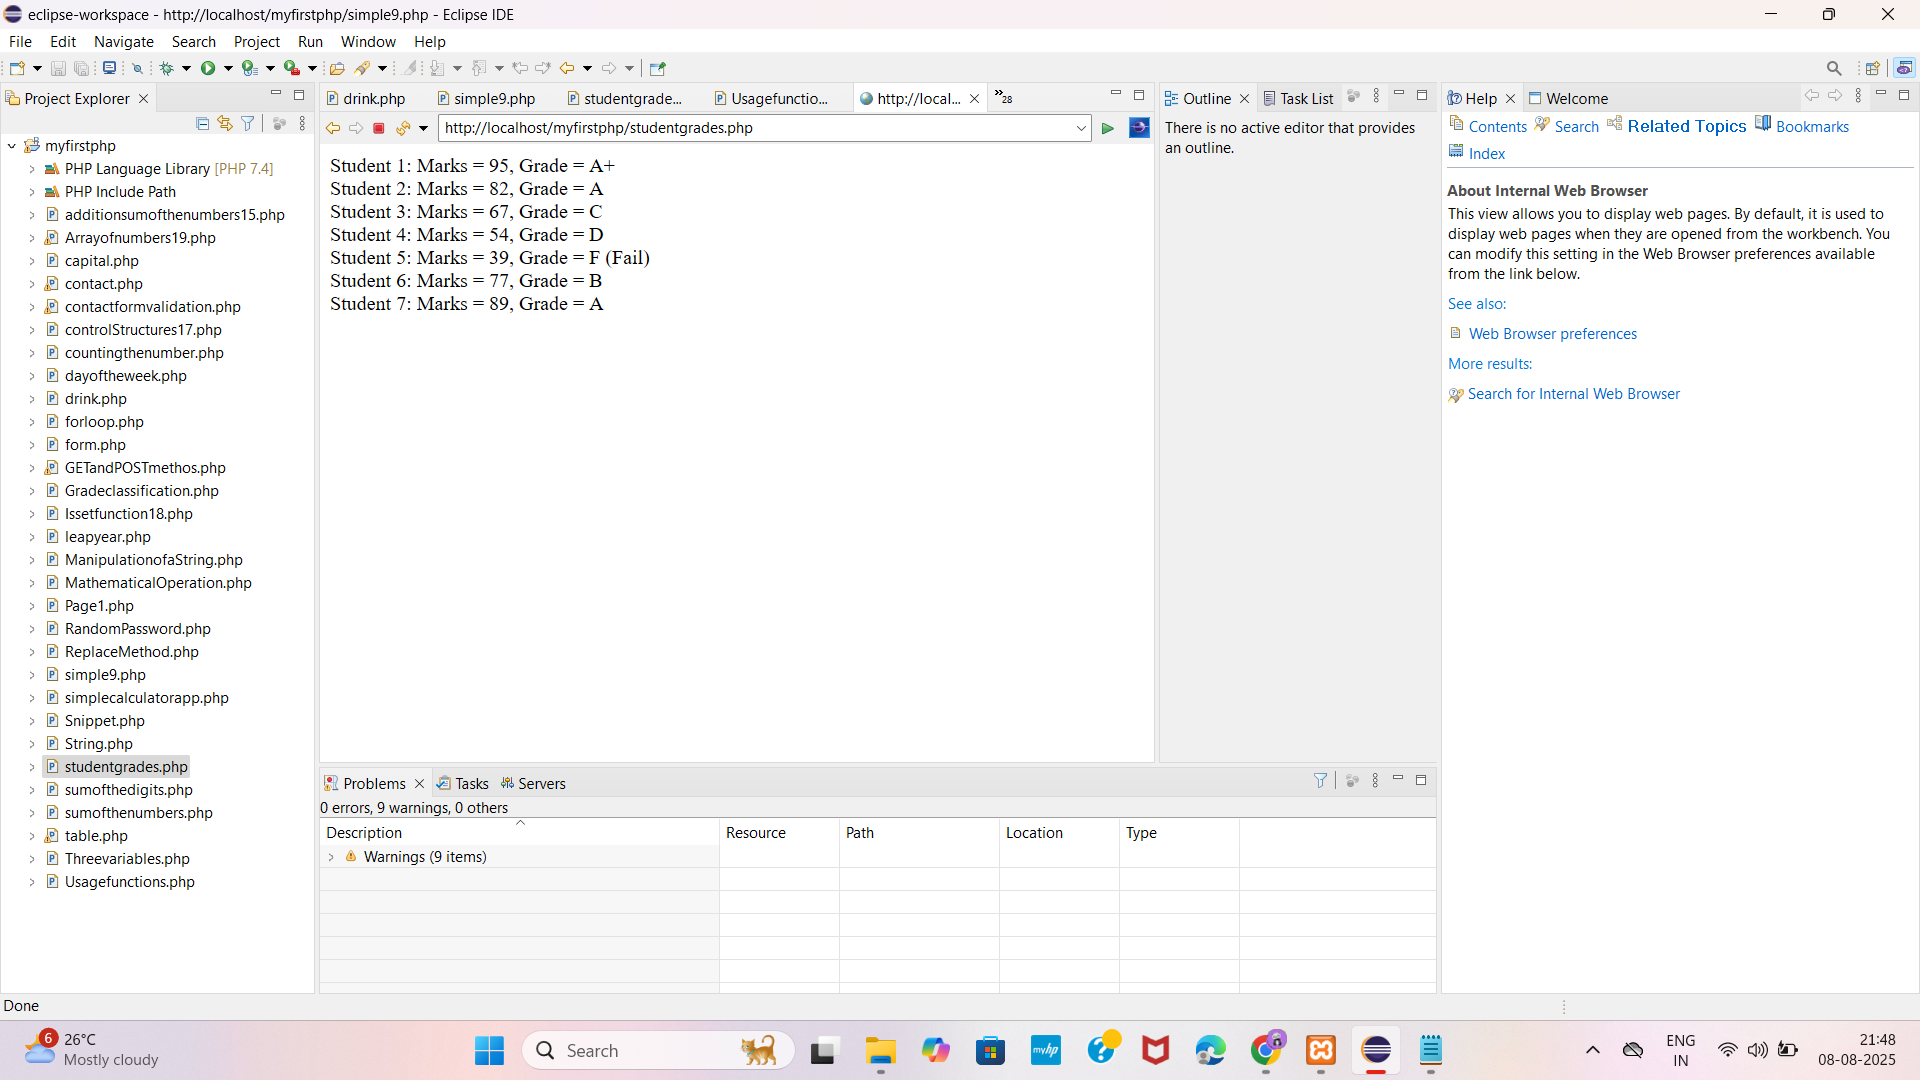 eclipse-workspace - http://localhost/myfirstphp/simple9.php - Eclipse IDE
File Edit Navigate Search Project Run Window Help
Project Explorer
myfirstphp
PHP Language Library [PHP 7.4]
PHP Include Path
additionsumofthenumbers15.php
Arrayofnumbers19.php
capital.php
contact.php
contactformvalidation.php
controlStructures17.php
countingthenumber.php
dayoftheweek.php
drink.php
forloop.php
form.php
GETandPOSTmethos.php
Gradeclassification.php
Issetfunction18.php
leapyear.php
ManipulationofaString.php
MathematicalOperation.php
Page1.php
RandomPassword.php
ReplaceMethod.php
simple9.php
simplecalculatorapp.php
Snippet.php
String.php
studentgrades.php
sumofthedigits.php
sumofthenumbers.php
table.php
Threevariables.php
Usagefunctions.php
drink.php simple9.php studentgrade... Usagefunctio... http://local... »28
http://localhost/myfirstphp/studentgrades.php
Student 1: Marks = 95, Grade = A+
Student 2: Marks = 82, Grade = A
Student 3: Marks = 67, Grade = C
Student 4: Marks = 54, Grade = D
Student 5: Marks = 39, Grade = F (Fail)
Student 6: Marks = 77, Grade = B
Student 7: Marks = 89, Grade = A
Outline Task List
There is no active editor that provides
an outline.
Help Welcome
Contents Search Related Topics Bookmarks
Index
About Internal Web Browser
This view allows you to display web pages. By default, it is used to
display web pages when they are opened from the workbench. You
can modify this setting in the Web Browser preferences available
from the link below.
See also:
Web Browser preferences
More results:
Search for Internal Web Browser
Problems Tasks Servers
0 errors, 9 warnings, 0 others
Description Resource Path Location Type
Warnings (9 items)
Done
6
26°C
Mostly cloudy
Search
myhp
ENG
IN
21:48
08-08-2025